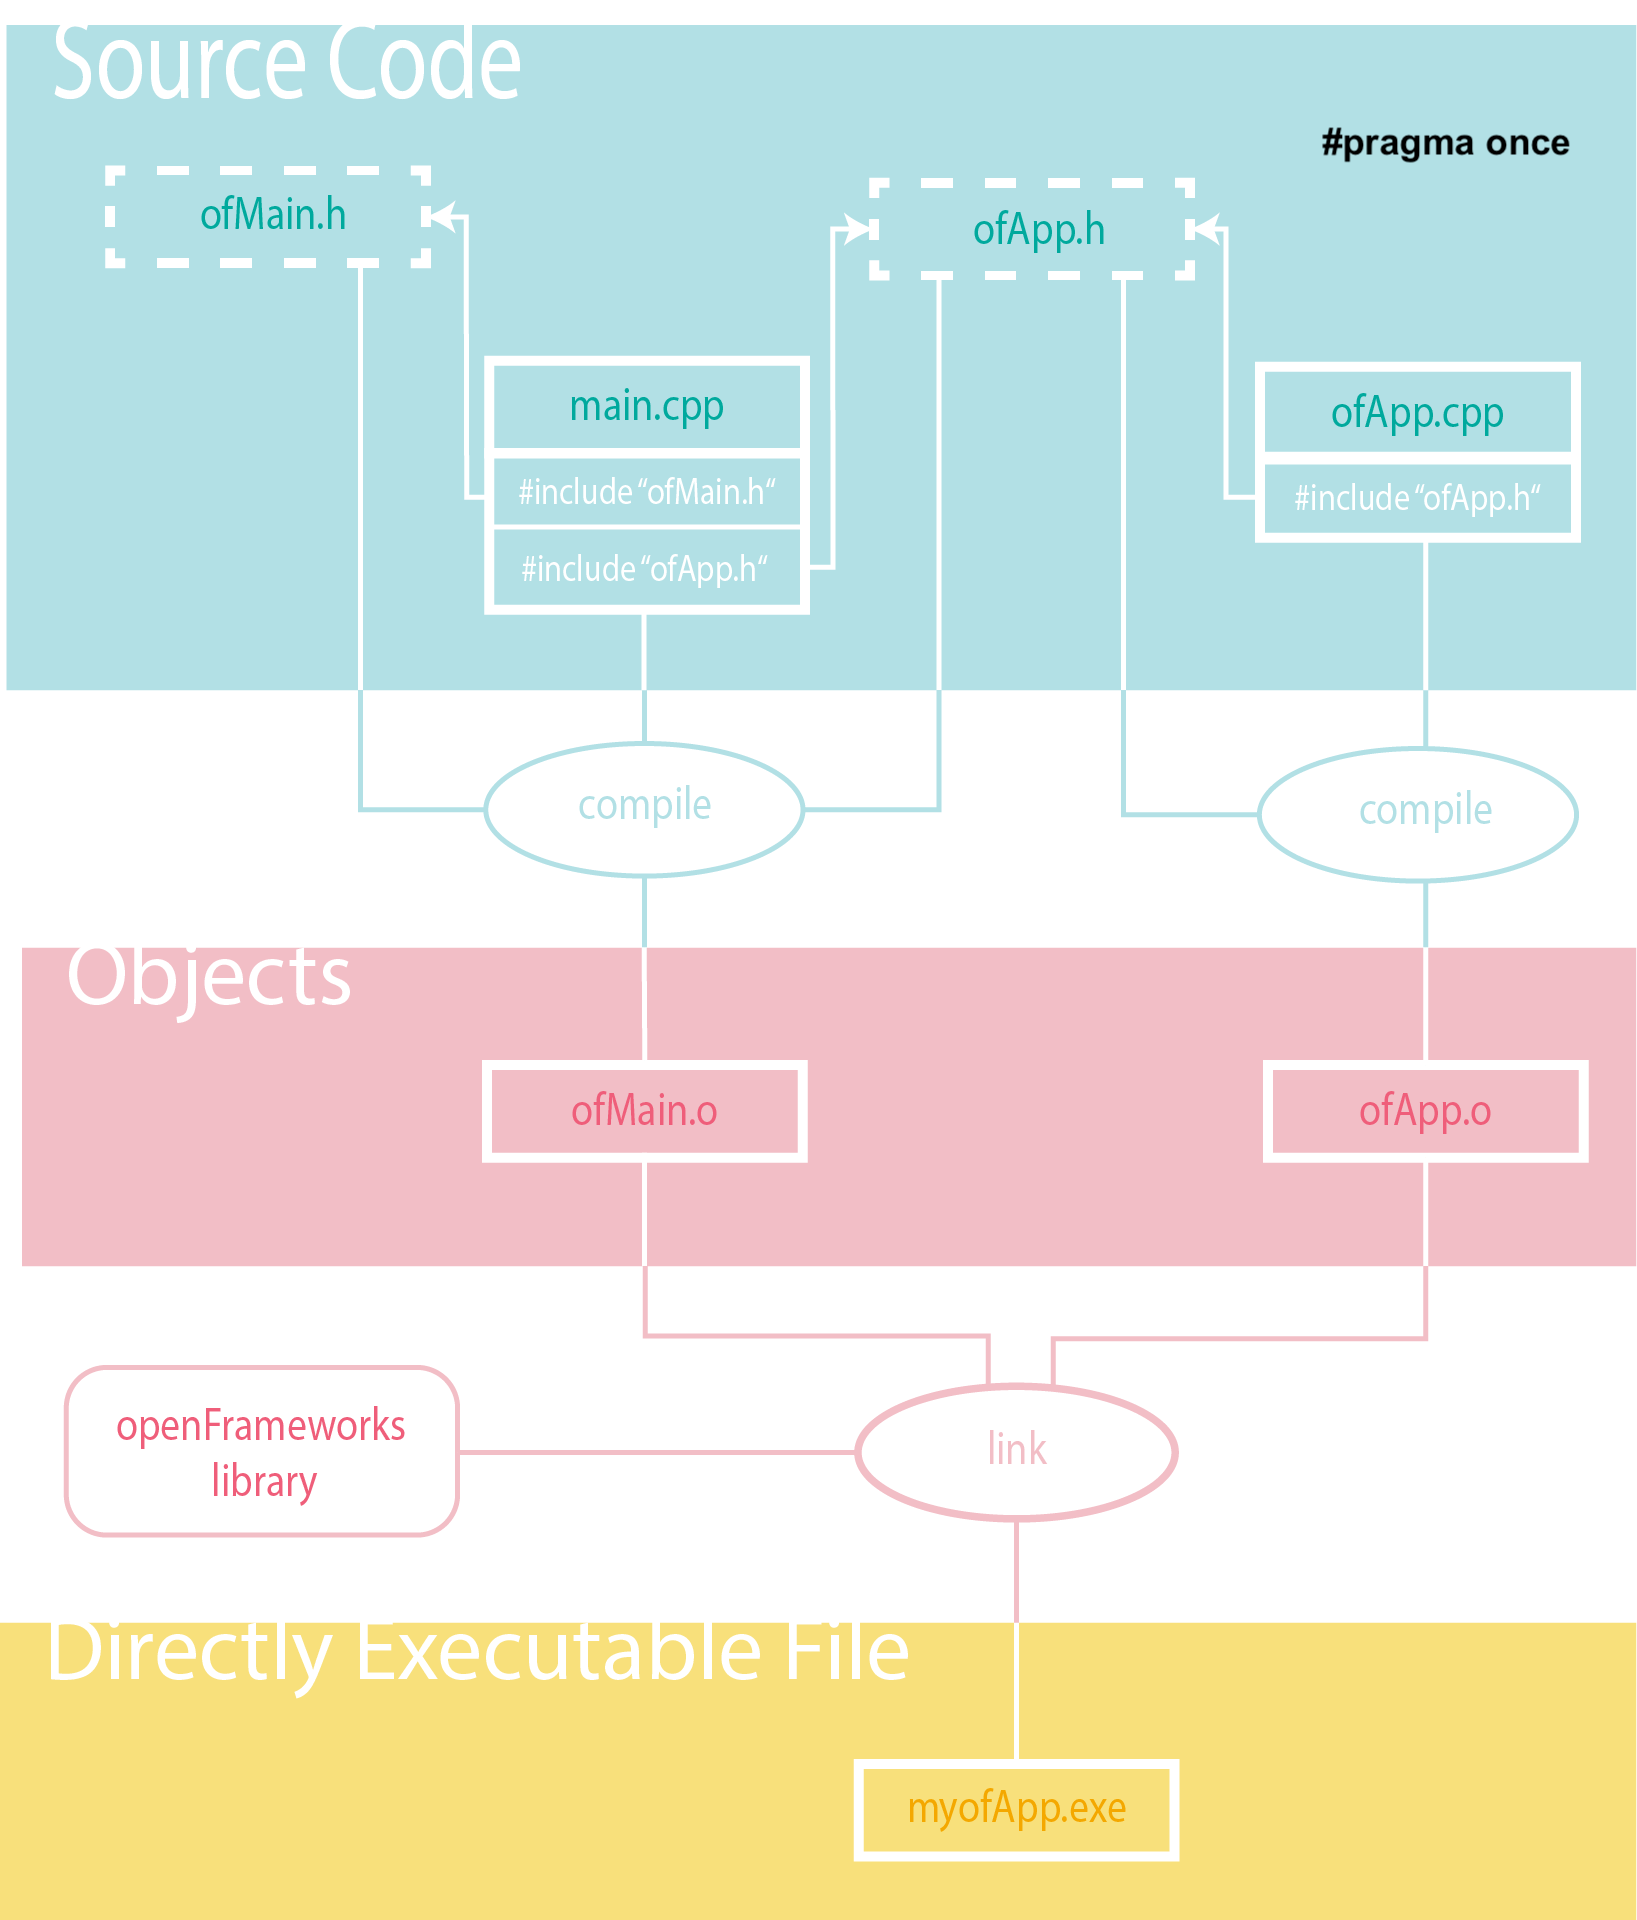 Source Code
#pragma once
ofMain.h
ofApp.h
main.cpp
#include “ofMain.h“
#include “ofApp.h“
ofApp.cpp
#include “ofApp.h“
compile
compile
Objects
ofMain.o
ofApp.o
openFrameworks
library
link
Directly Executable File
myofApp.exe